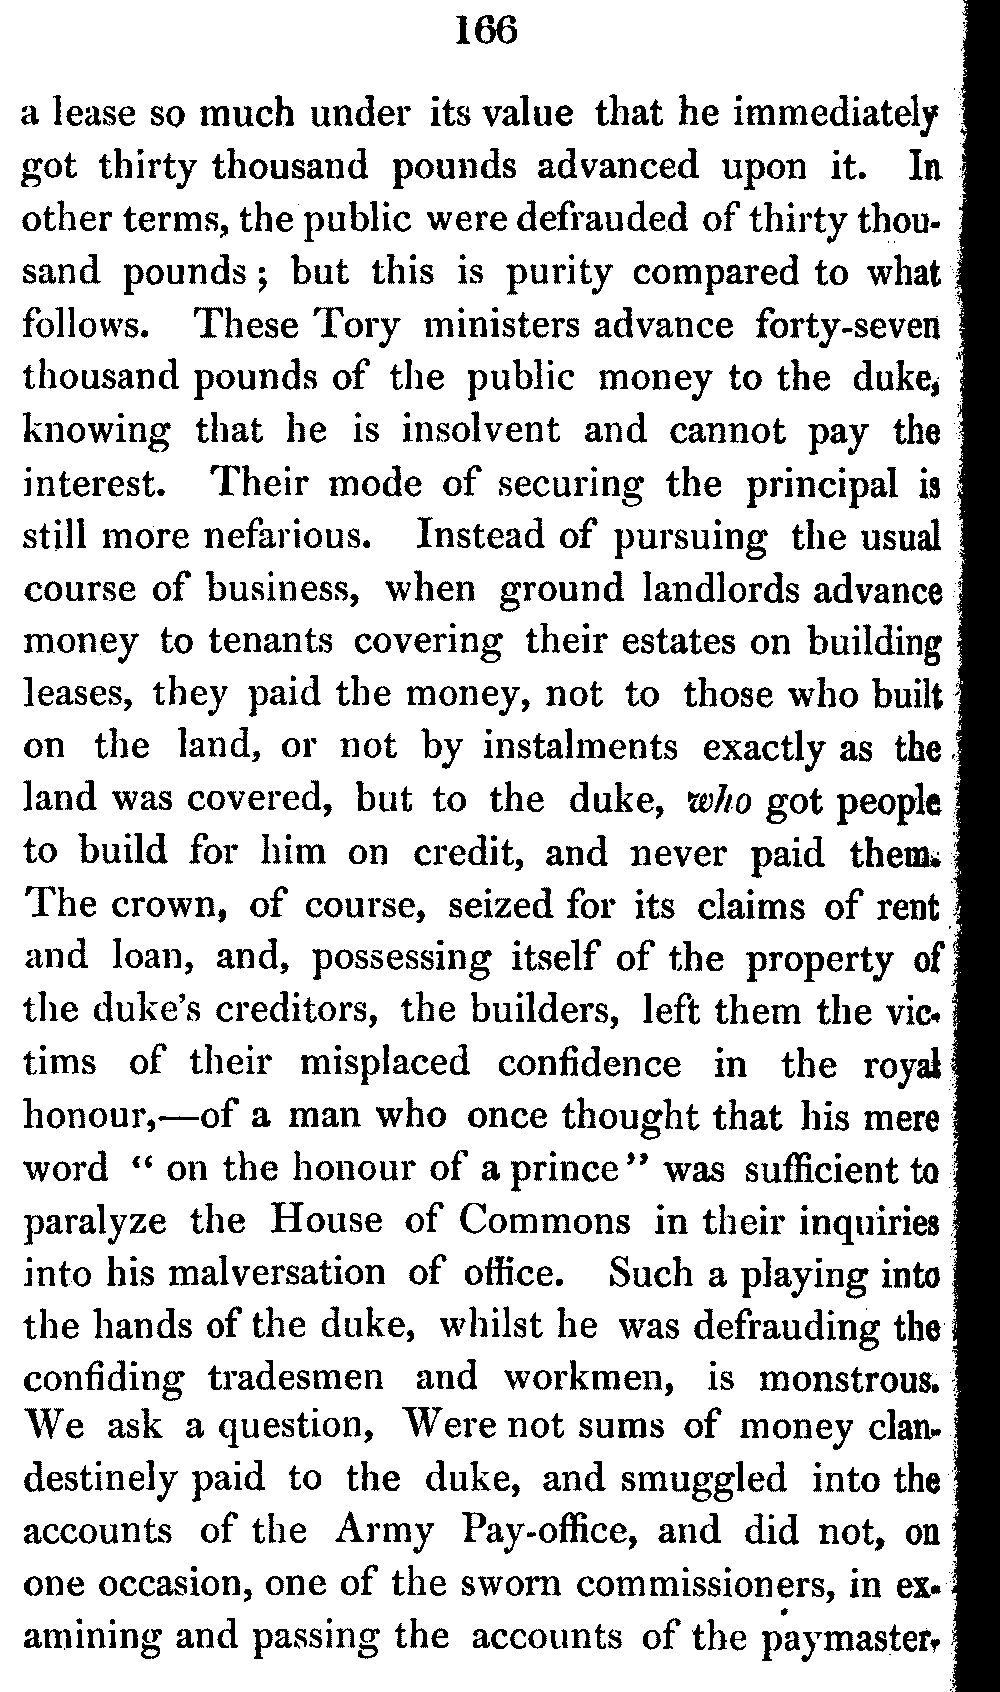 166
a lease so much under its value that he immediately
got thirty thousand pounds advanced upon it. In
other terms, the public were defrauded of thirty thou-
sand pounds; but this is purity compared to what
follows. These Tory ministers advance forty-seven
thousand pounds of the public money to the duke,
knowing that he is insolvent and cannot pay the
interest. Their mode of securing the principal is
still more nefarious. Instead of pursuing the usual
course of business, when ground landlords advance
money to tenants covering their estates on building
leases, they paid the money, not to those who built
on the land, or not by instalments exactly as the
land was covered, but to the duke, who got people
to build for him on credit, and never paid them.
The crown, of course, seized for its claims of rent
and loan, and, possessing itself of the property of
the duke's creditors, the builders, left them the vic-
tims of their misplaced confidence in the royal
honour,—of a man who once thought that his mere
word "on the honour of a prince" was sufficient to
paralyze the House of Commons in their inquiries
into his malversation of office. Such a playing into
the hands of the duke, whilst he was defrauding the
confiding tradesmen and workmen, is monstrous.
We ask a question, Were not sums of money clan-
destinely paid to the duke, and smuggled into the
accounts of the Army Pay-office, and did not, on
one occasion, one of the sworn commissioners, in ex-
amining and passing the accounts of the paymaster,